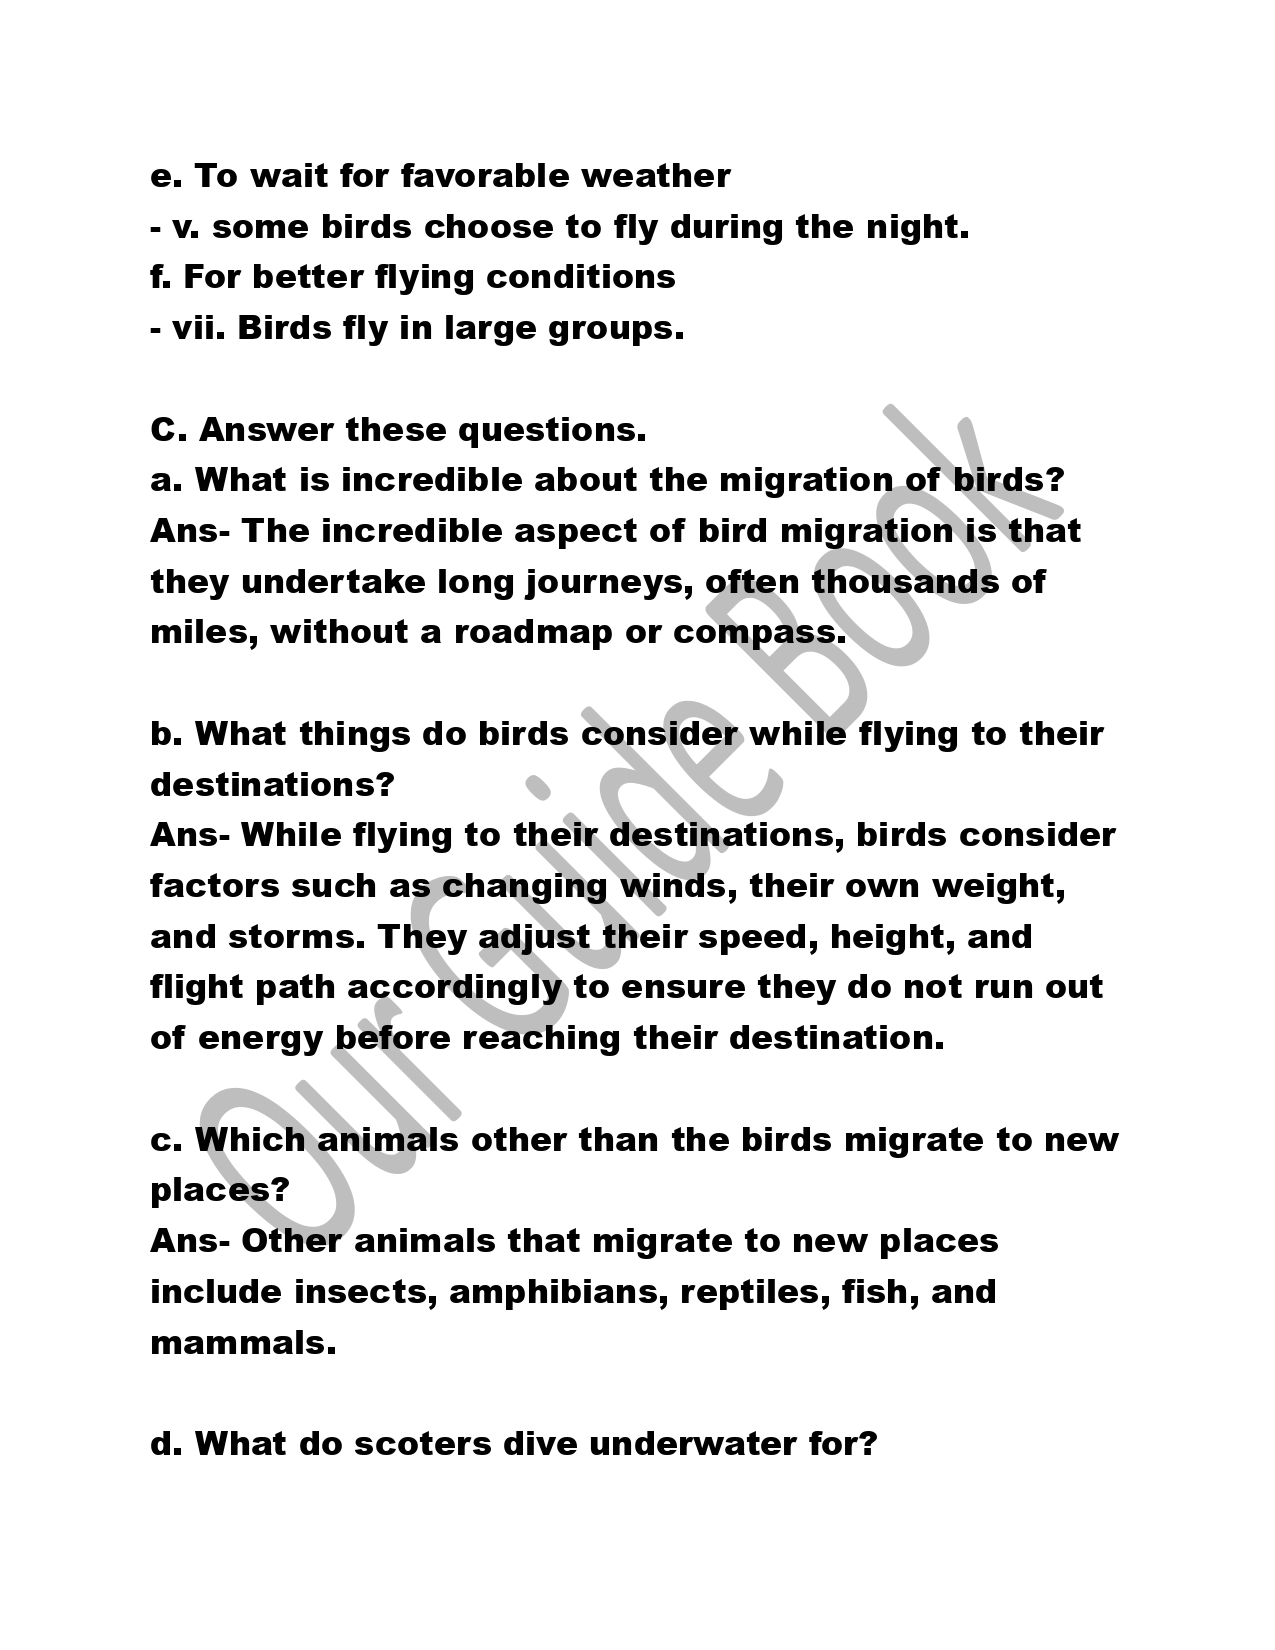 e. To wait for favorable weather
- v. some birds choose to fly during the night.
f. For better flying conditions
- vii. Birds fly in large groups.
C. Answer these questions.
a. What is incredible about the migration of birds?
Ans- The incredible aspect of bird migration is that
they undertake long journeys, often thousands of
miles, without a roadmap or compass.
b. What things do birds consider while flying to their
destinations?
Ans- While flying to their destinations, birds consider
factors such as changing winds, their own weight,
and storms. They adjust their speed, height, and
flight path accordingly to ensure they do not run out
of energy before reaching their destination.
c. Which animals other than the birds migrate to new
places?
Ans- Other animals that migrate to new places
include insects, amphibians, reptiles, fish, and
mammals.
d. What do scoters dive underwater for?
Our Guide Book